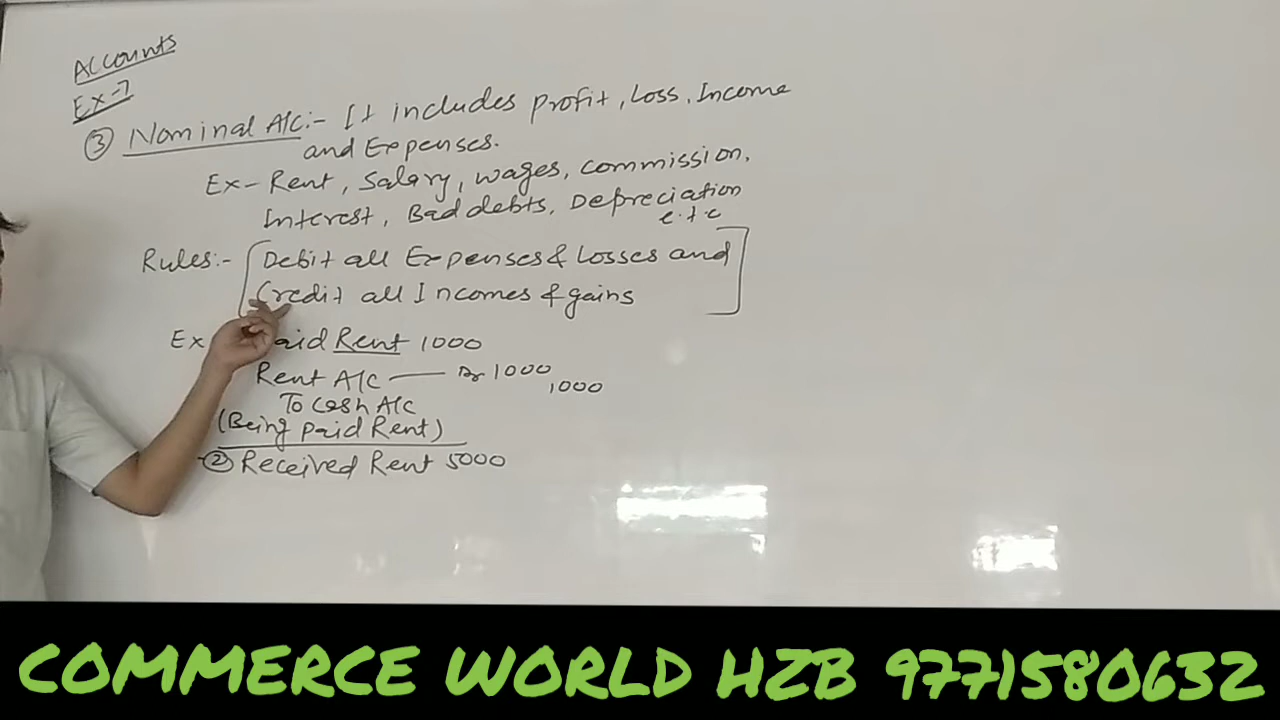 Accounts
Ex-7
③ Nominal A/C:- It includes profit, Loss, Income
and Expenses.
Ex- Rent, Salary, wages, commission,
Interest, Bad debts, Depreciation
e.t.c
Rules:- [Debit all Expenses & Losses and
Credit all Incomes & gains]
Ex paid Rent 1000
Rent A/C —— Dr 1000
1000
To Cash A/C
(Being paid Rent)
② Received Rent 5000
COMMERCE WORLD HZB 9771580632